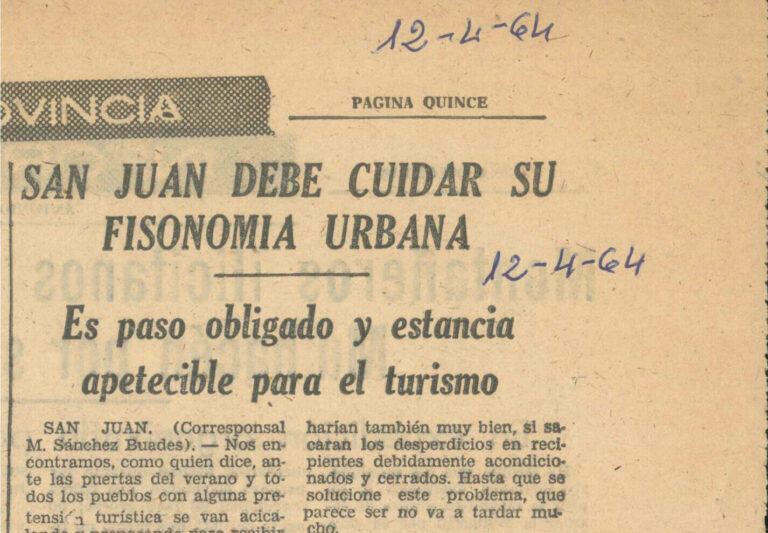 12-4-64
OVINCIA
PAGINA QUINCE
SAN JUAN DEBE CUIDAR SU
FISONOMIA URBANA
12-4-64
Es paso obligado y estancia
apetecible para el turismo
SAN JUAN. (Corresponsal
M. Sánchez Buades). — Nos en-
contramos, como quien dice, an-
te las puertas del verano y to-
dos los pueblos con alguna pre-
tensión turística se van acica-
harían también muy bien, si sa-
caran los desperdicios en reci-
pientes debidamente acondicio-
nados y cerrados. Hasta que se
solucione este problema, que
parece ser no va a tardar mu-
cho.